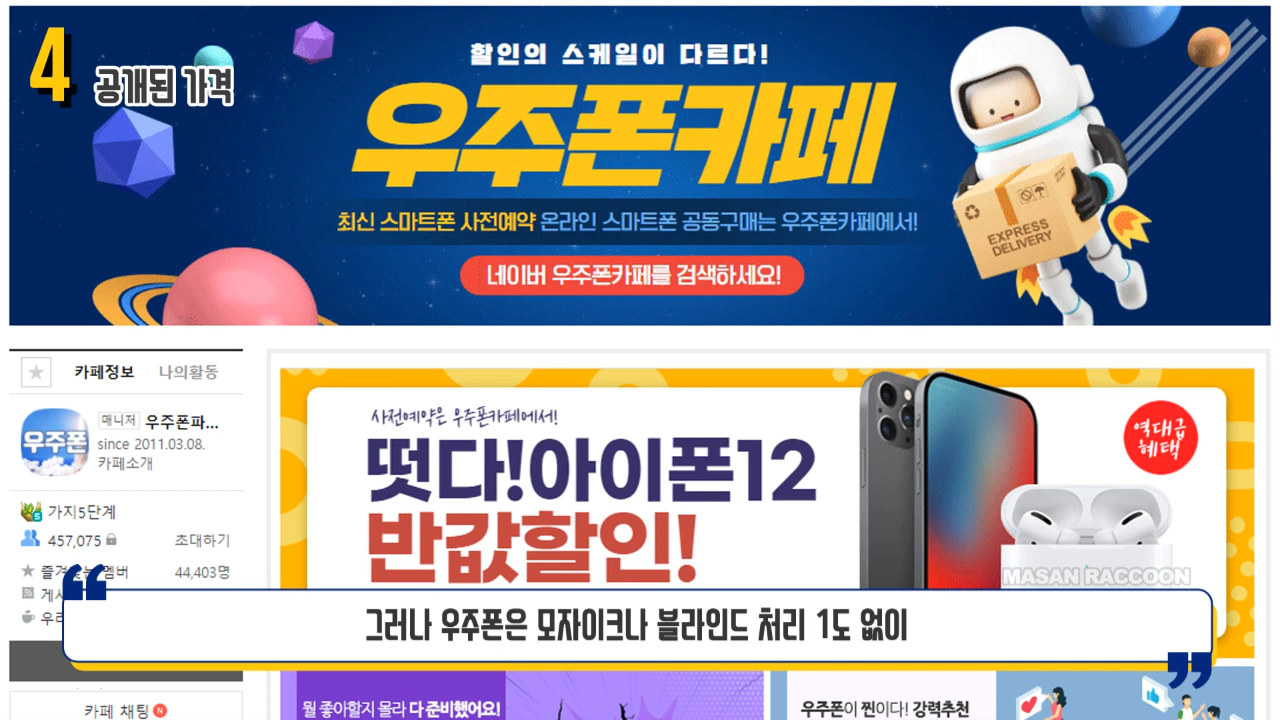 4 공개된 가격
할인의 스케일이 다르다!
우주폰카페
최신 스마트폰 사전예약 온라인 스마트폰 공동구매는 우주폰카페에서!
네이버 우주폰카페를 검색하세요!
EXPRESS
DELIVERY
카페정보 나의활동
우주폰
매니저 우주폰파...
since 2011.03.08.
카페소개
가지5단계
457,075 초대하기
멤버 44,403명
카페 채팅 N
사전예약은 우주폰카페에서!
떳다!아이폰12
반값할인!
역대급
혜택
MASAN RACCOON
그러나 우주폰은 모자이크나 블라인드 처리 1도 없이
뭘 좋아할지 몰라 다 준비했어요!
우주폰이 찐이다! 강력추천